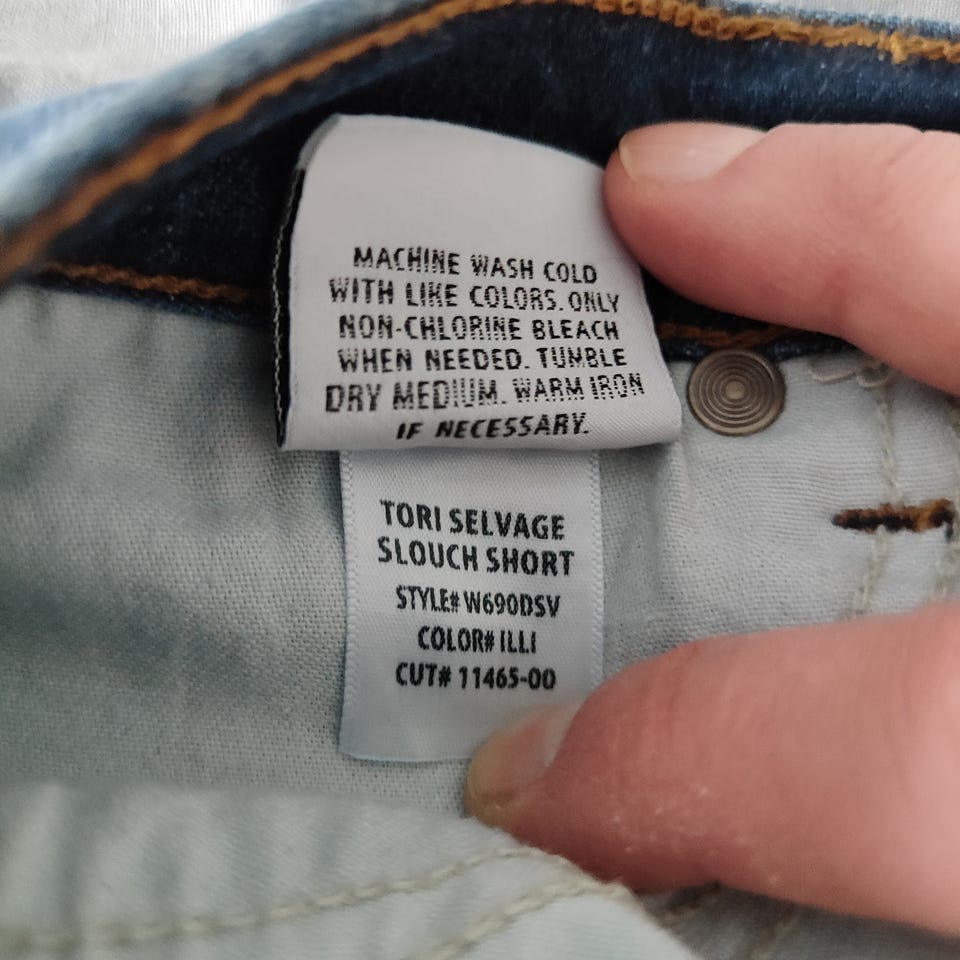 MACHINE WASH COLD
WITH LIKE COLORS. ONLY
NON-CHLORINE BLEACH
WHEN NEEDED. TUMBLE
DRY MEDIUM. WARM IRON
IF NECESSARY.
TORI SELVAGE
SLOUCH SHORT
STYLE# W690DSV
COLOR# ILLI
CUT# 11465-00